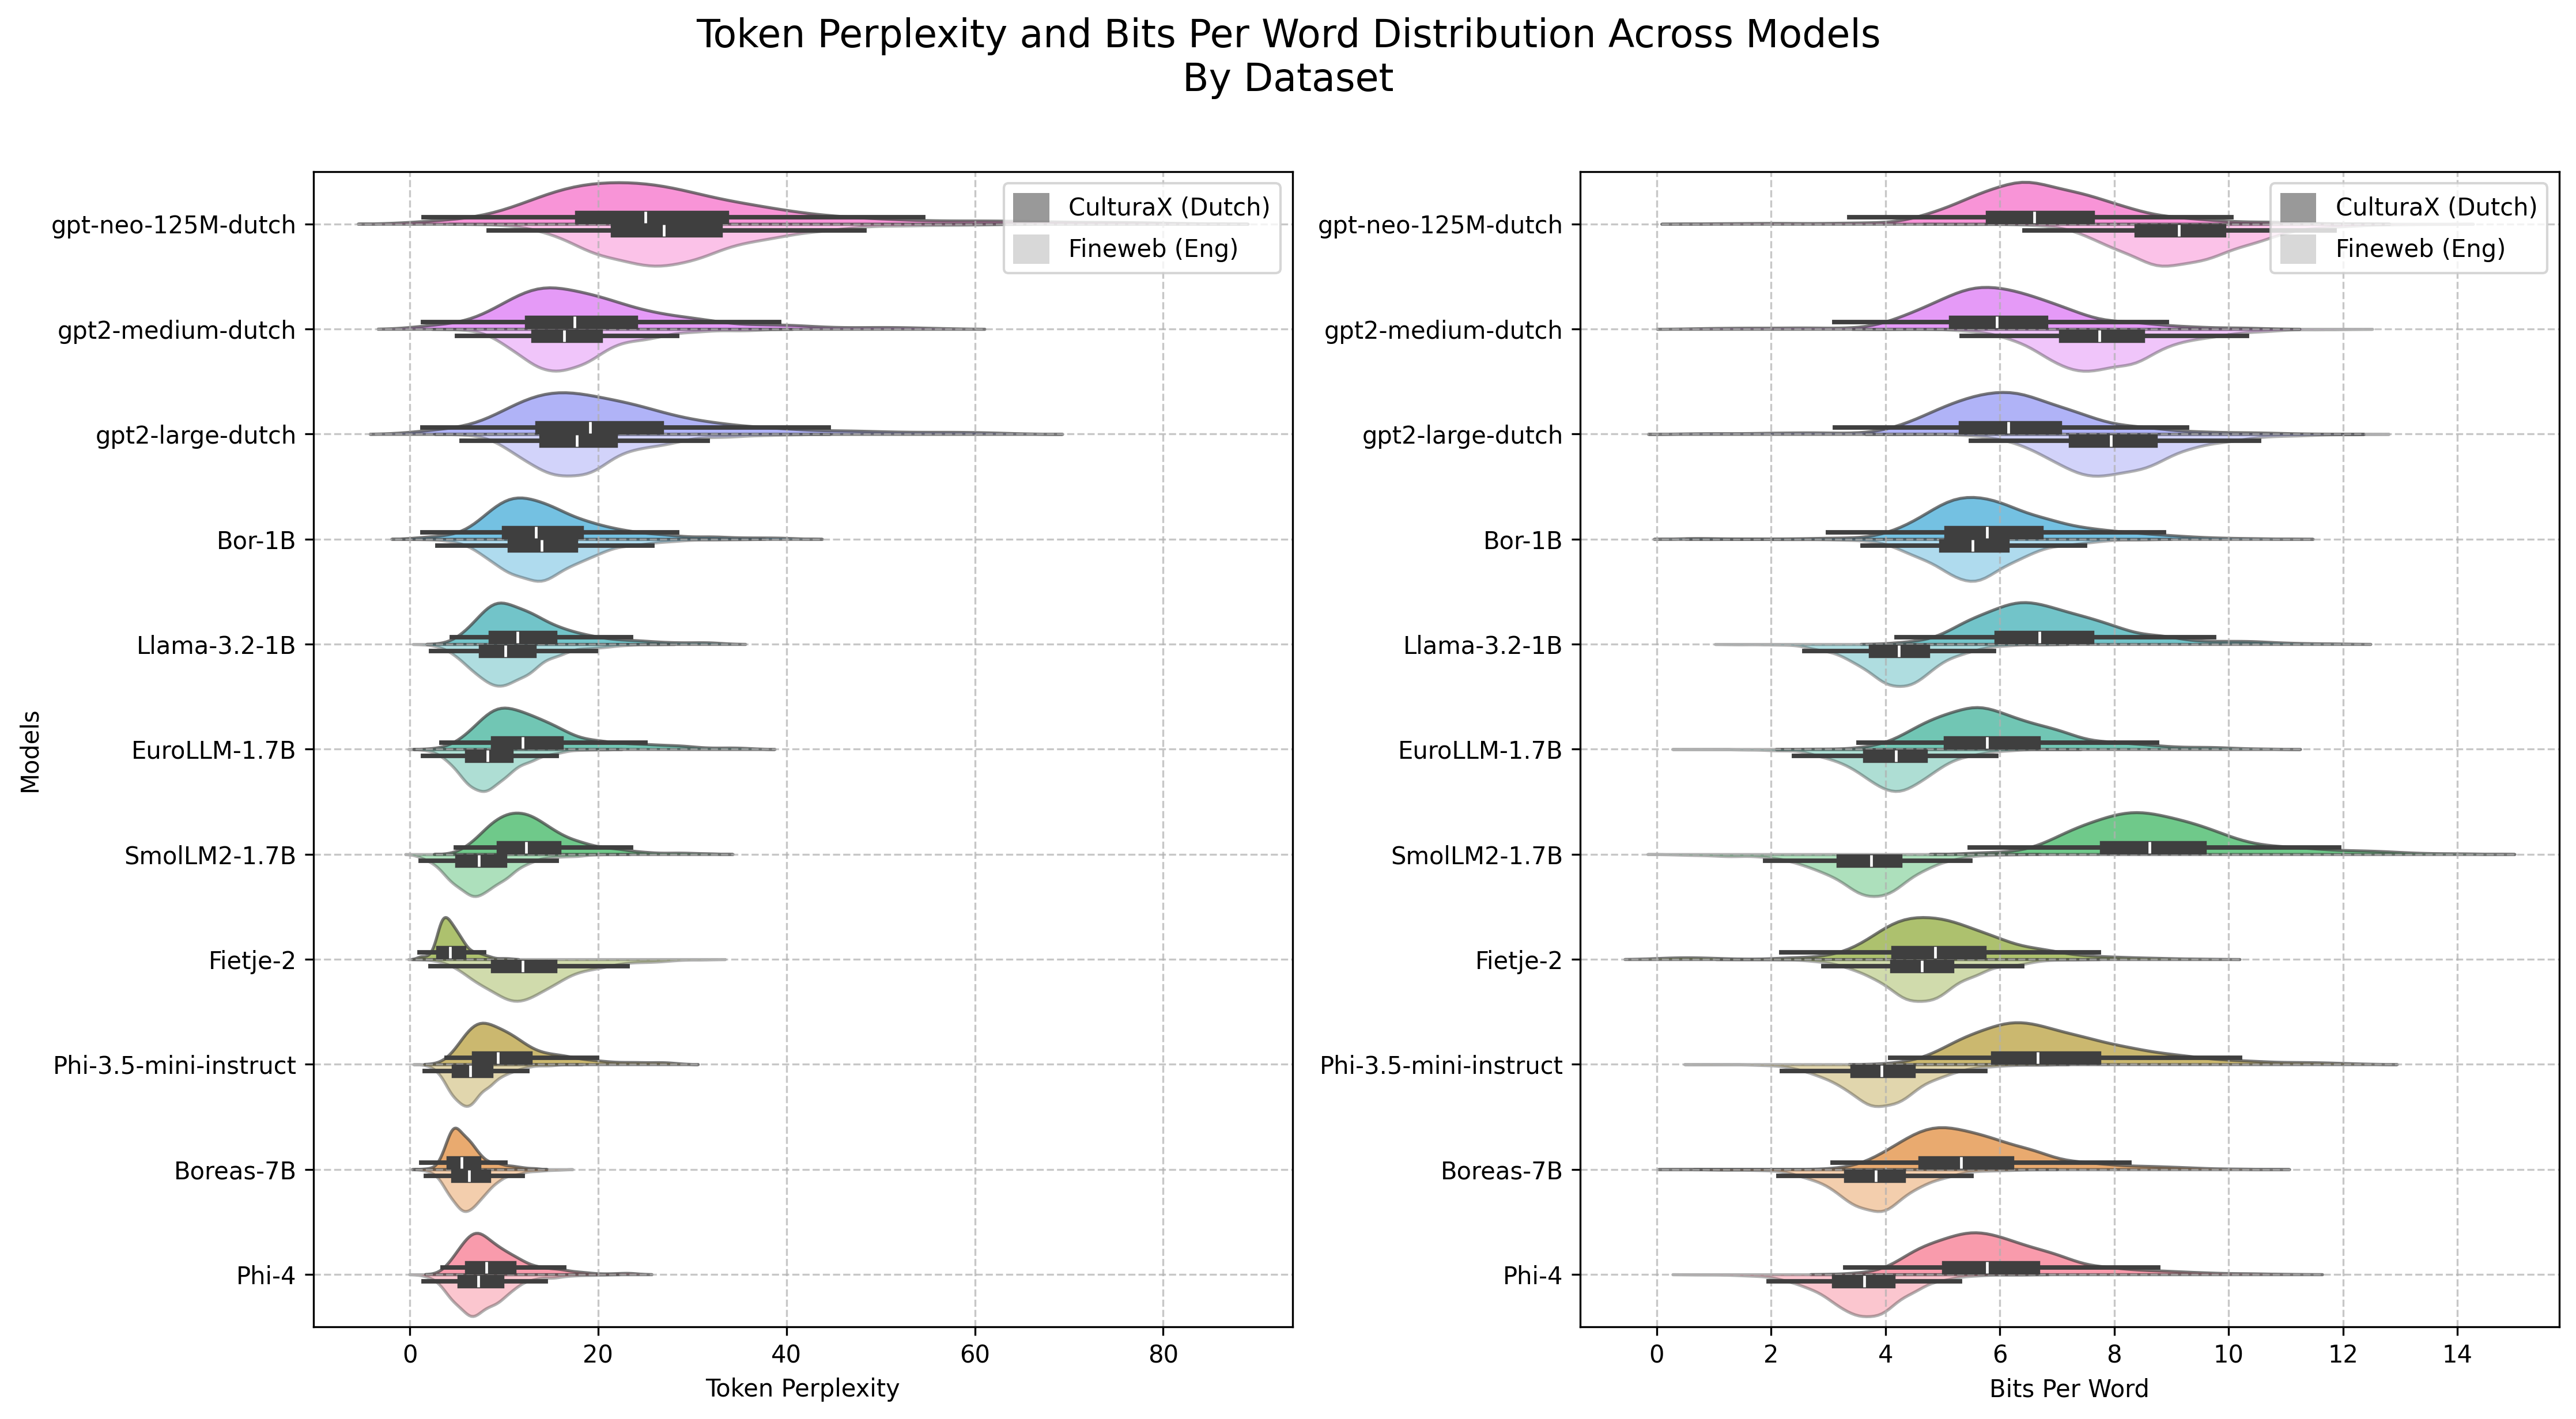 Token Perplexity and Bits Per Word Distribution Across Models
By Dataset
Models
gpt-neo-125M-dutch
gpt2-medium-dutch
gpt2-large-dutch
Bor-1B
Llama-3.2-1B
EuroLLM-1.7B
SmolLM2-1.7B
Fietje-2
Phi-3.5-mini-instruct
Boreas-7B
Phi-4
CulturaX (Dutch)
Fineweb (Eng)
0 20 40 60 80
Token Perplexity
gpt-neo-125M-dutch
gpt2-medium-dutch
gpt2-large-dutch
Bor-1B
Llama-3.2-1B
EuroLLM-1.7B
SmolLM2-1.7B
Fietje-2
Phi-3.5-mini-instruct
Boreas-7B
Phi-4
CulturaX (Dutch)
Fineweb (Eng)
0 2 4 6 8 10 12 14
Bits Per Word